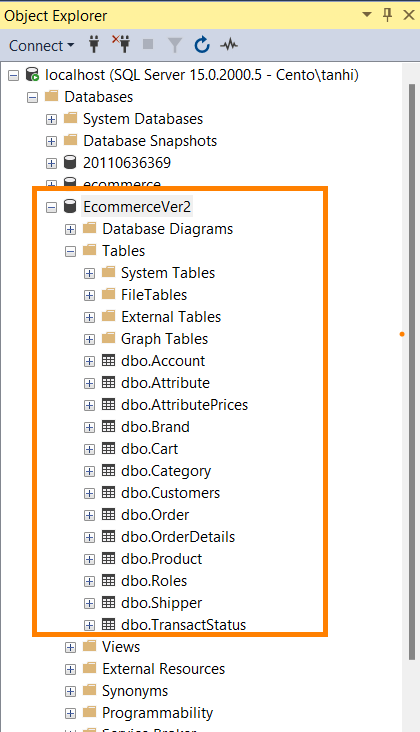 Object Explorer
Connect
localhost (SQL Server 15.0.2000.5 - Cento\tanhi)
Databases
System Databases
Database Snapshots
20110636369
ecommerce
EcommerceVer2
Database Diagrams
Tables
System Tables
FileTables
External Tables
Graph Tables
dbo.Account
dbo.Attribute
dbo.AttributePrices
dbo.Brand
dbo.Cart
dbo.Category
dbo.Customers
dbo.Order
dbo.OrderDetails
dbo.Product
dbo.Roles
dbo.Shipper
dbo.TransactStatus
Views
External Resources
Synonyms
Programmability
Service Broker